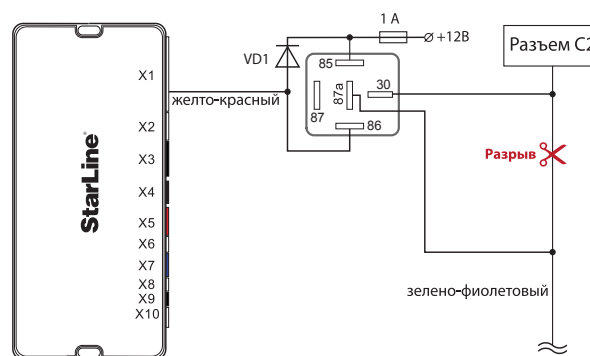 1 A
+12В
Разъем C2
VD1
85
X1
30
87a
желто-красный
87
86
X2
X3
Разрыв
X4
StarLine®
X5
X6
X7
X8
зелено-фиолетовый
X9
X10